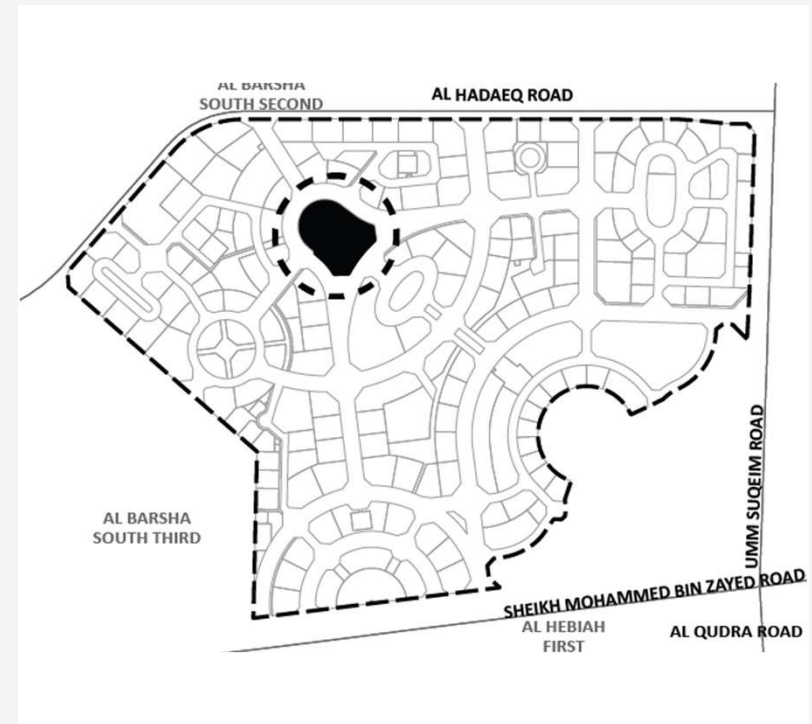 AL BARSHA
SOUTH SECOND
AL HADAEQ ROAD
UMM SUQEIM ROAD
AL BARSHA
SOUTH THIRD
SHEIKH MOHAMMED BIN ZAYED ROAD
AL HEBIAH
FIRST
AL QUDRA ROAD